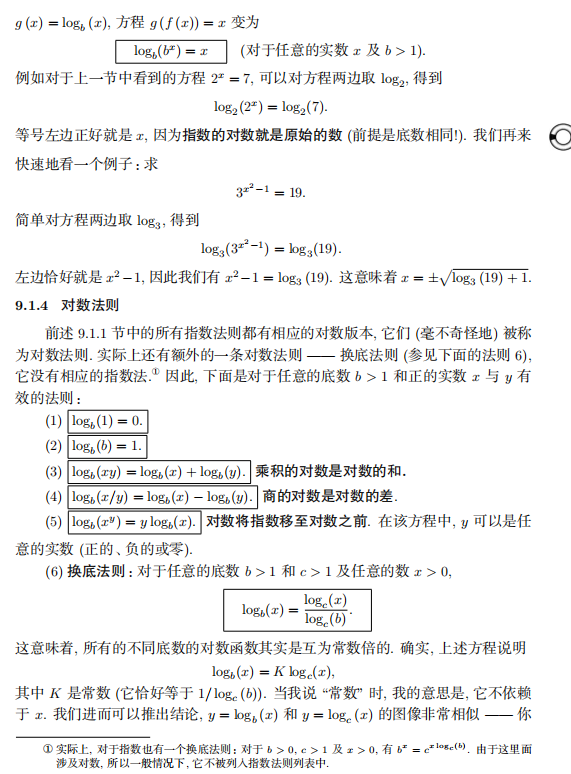 g (x) = log_b (x), 方程 g (f (x)) = x 变为
log_b(b^x) = x (对于任意的实数 x 及 b > 1).
例如对于上一节中看到的方程 2^x = 7, 可以对方程两边取 log_2, 得到
log_2(2^x) = log_2(7).
等号左边正好就是 x, 因为指数的对数就是原始的数 (前提是底数相同!). 我们再来
快速地看一个例子 : 求
3^{x^2−1} = 19.
简单对方程两边取 log_3, 得到
log_3(3^{x^2−1}) = log_3(19).
左边恰好就是 x^2 − 1, 因此我们有 x^2 − 1 = log_3 (19). 这意味着 x = ±√(log_3 (19) + 1).
9.1.4 对数法则
前述 9.1.1 节中的所有指数法则都有相应的对数版本, 它们 (毫不奇怪地) 被称
为对数法则. 实际上还有额外的一条对数法则 —— 换底法则 (参见下面的法则 6),
它没有相应的指数法.① 因此, 下面是对于任意的底数 b > 1 和正的实数 x 与 y 有
效的法则 :
(1) log_b(1) = 0.
(2) log_b(b) = 1.
(3) log_b(xy) = log_b(x) + log_b(y). 乘积的对数是对数的和.
(4) log_b(x/y) = log_b(x) − log_b(y). 商的对数是对数的差.
(5) log_b(x^y) = y log_b(x). 对数将指数移至对数之前. 在该方程中, y 可以是任
意的实数 (正的、负的或零).
(6) 换底法则 : 对于任意的底数 b > 1 和 c > 1 及任意的数 x > 0,
log_b(x) = log_c(x) / log_c(b).
这意味着, 所有的不同底数的对数函数其实是互为常数倍的. 确实, 上述方程说明
log_b(x) = K log_c(x),
其中 K 是常数 (它恰好等于 1/ log_c (b)). 当我说 “常数” 时, 我的意思是, 它不依赖
于 x. 我们进而可以推出结论, y = log_b (x) 和 y = log_c (x) 的图像非常相似 —— 你
① 实际上, 对于指数也有一个换底法则 : 对于 b > 0, c > 1 及 x > 0, 有 b^x = c^{x log_c(b)}. 由于这里面
涉及对数, 所以一般情况下, 它不被列入指数法则列表中.